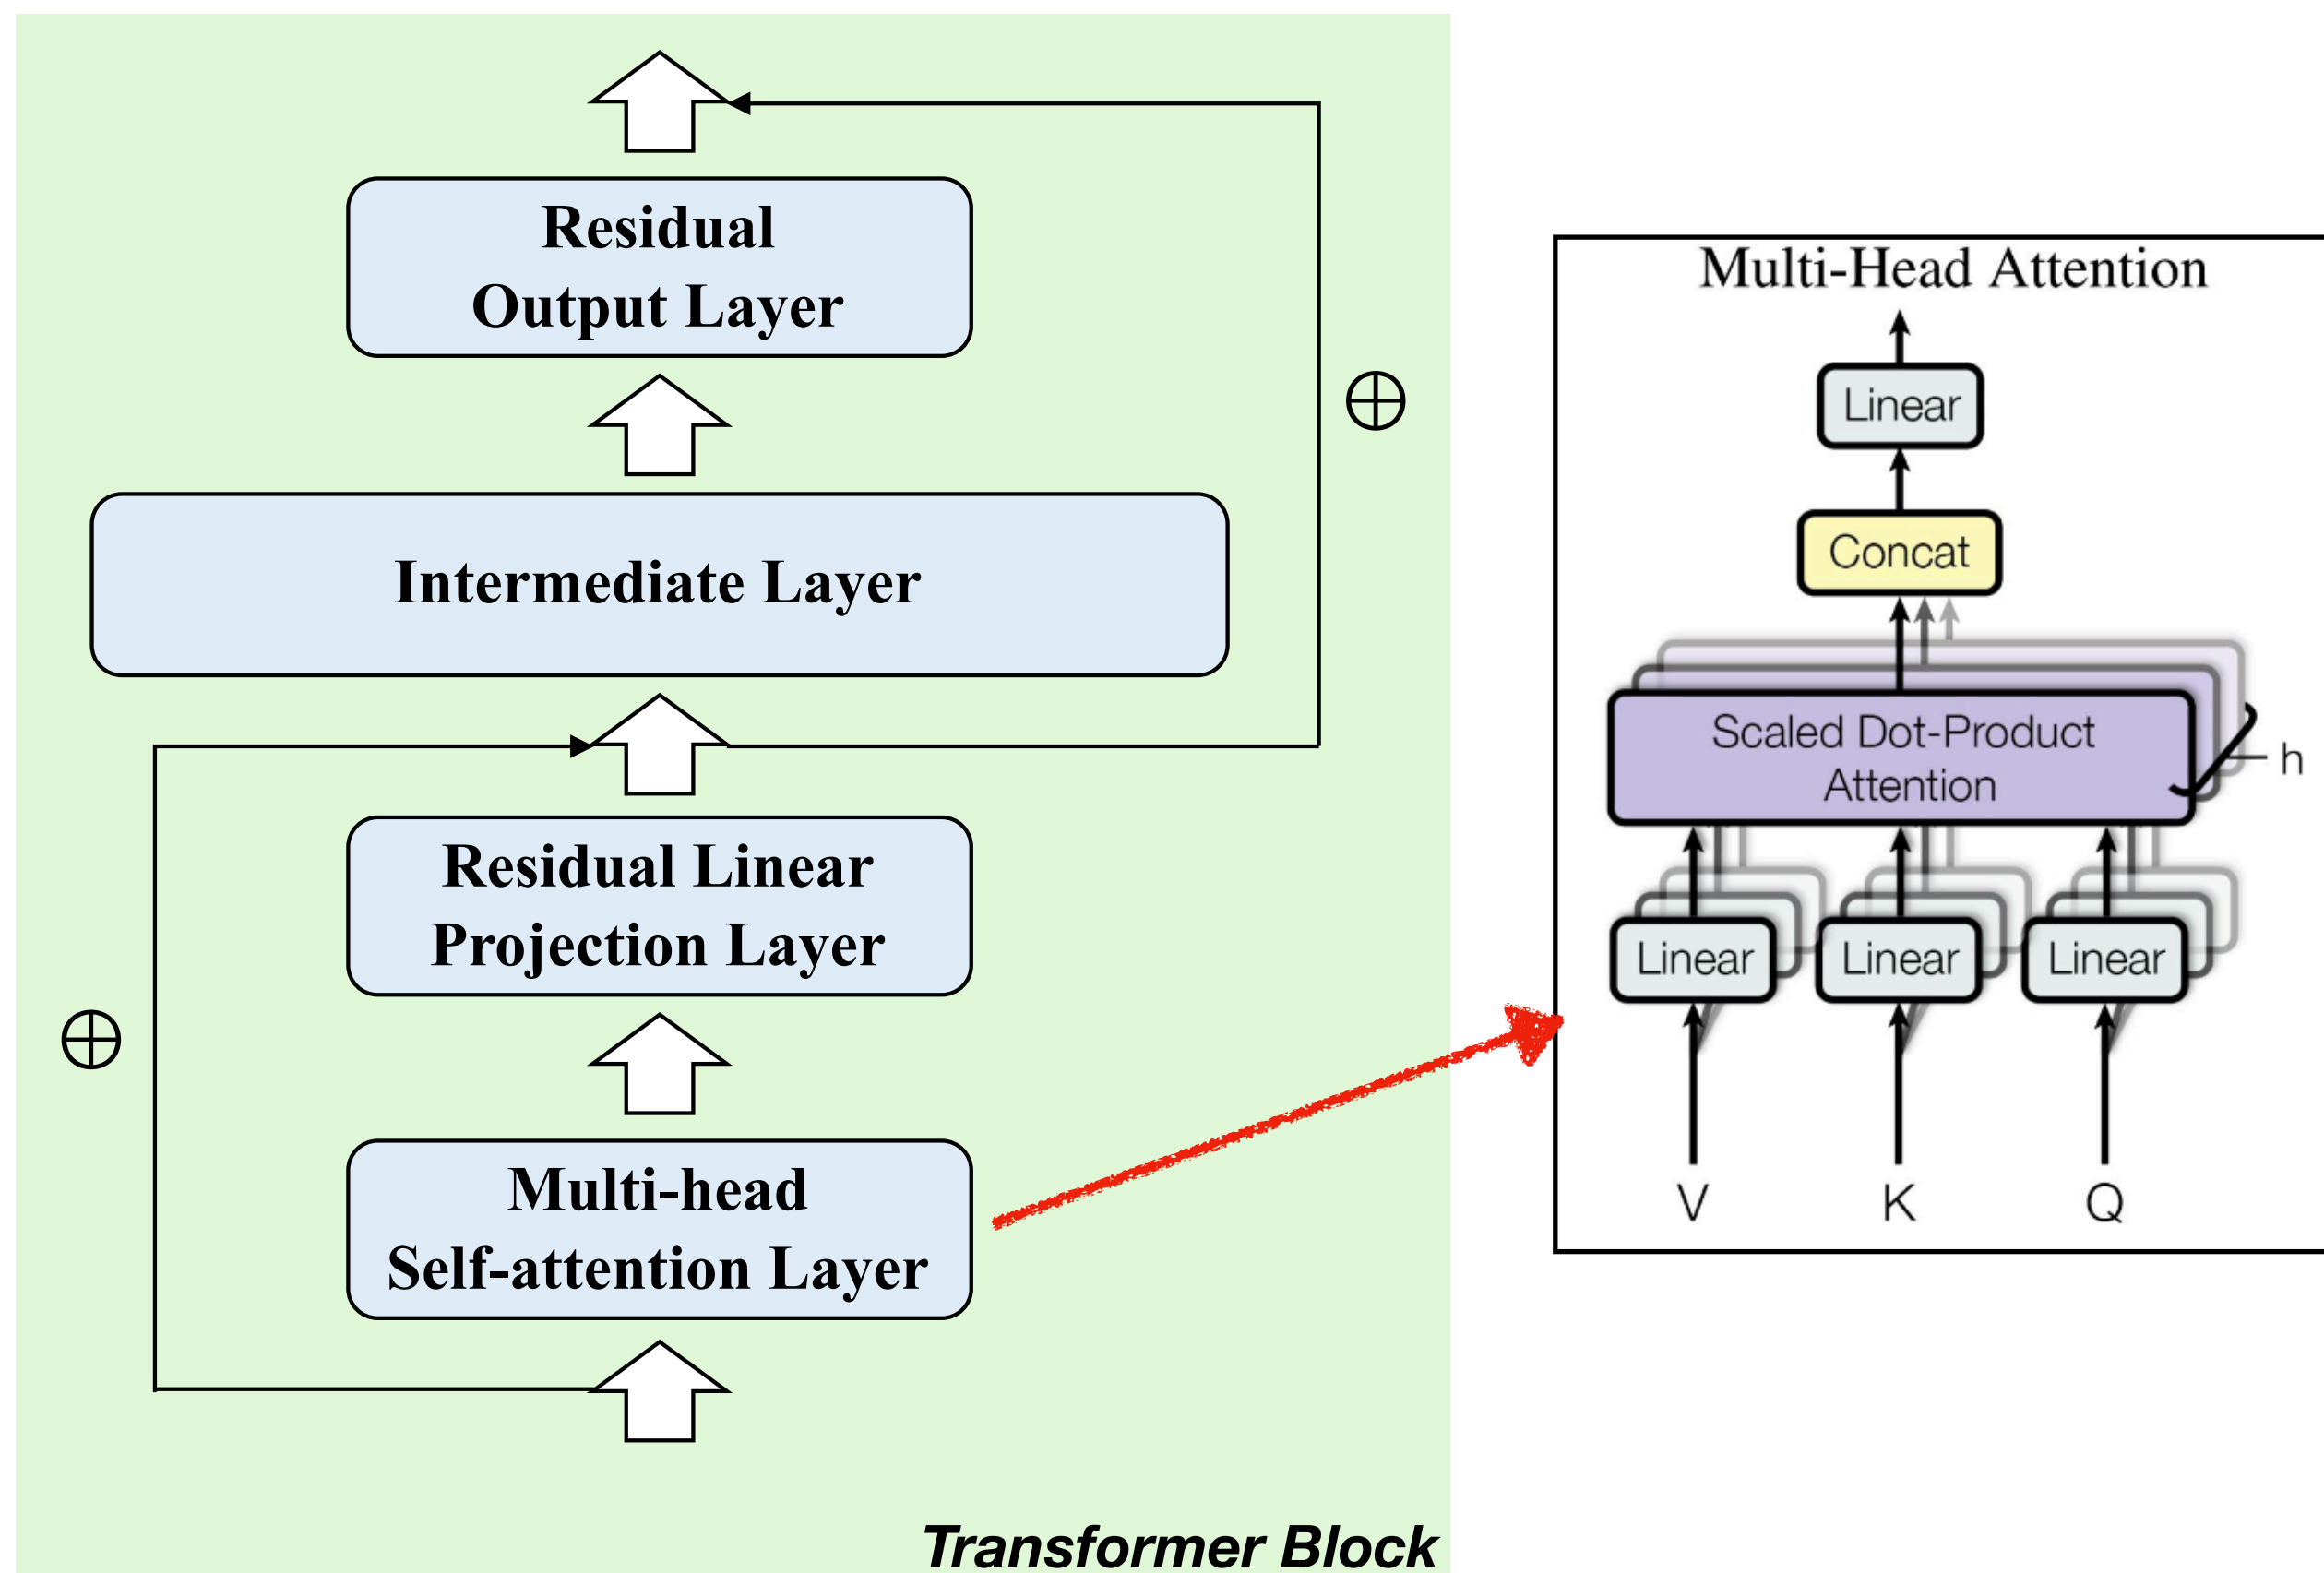 Residual
Output Layer
Intermediate Layer
Residual Linear
Projection Layer
Multi-head
Self-attention Layer
Transformer Block
Multi-Head Attention
Linear
Concat
Scaled Dot-Product
Attention
h
Linear Linear Linear
V K Q